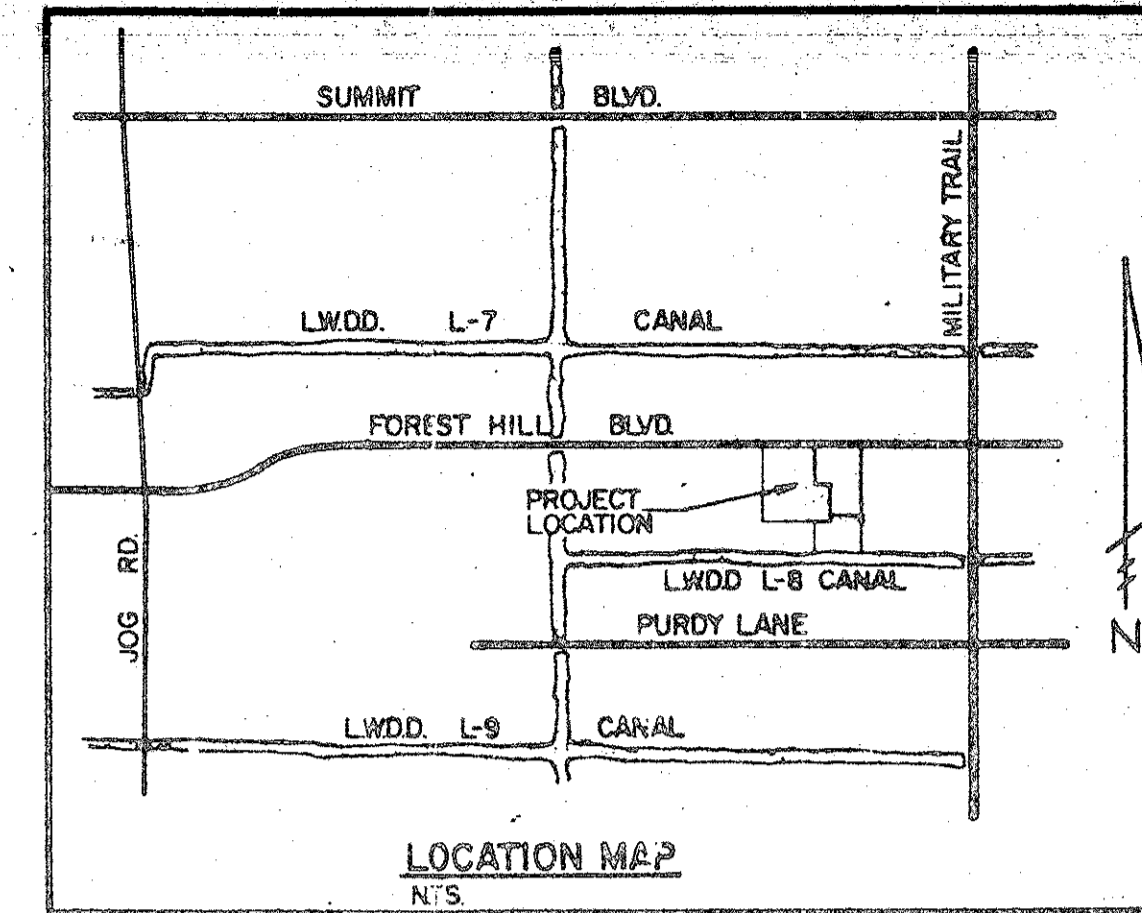 SUMMIT BLVD.
MILITARY TRAIL
L.W.D.D. L-7 CANAL
FOREST HILL BLVD.
PROJECT
LOCATION
JOG RD.
L.W.D.D L-8 CANAL
PURDY LANE
N
L.W.D.D. L-9 CANAL
LOCATION MAP
N.T.S.